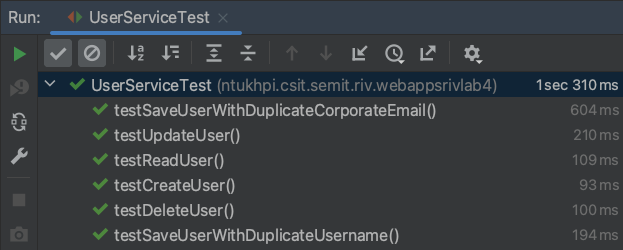 Run: UserServiceTest
UserServiceTest (ntukhpi.csit.semit.riv.webappsrivlab4) 1 sec 310 ms
testSaveUserWithDuplicateCorporateEmail() 604 ms
testUpdateUser() 210 ms
testReadUser() 109 ms
testCreateUser() 93 ms
testDeleteUser() 100 ms
testSaveUserWithDuplicateUsername() 194 ms